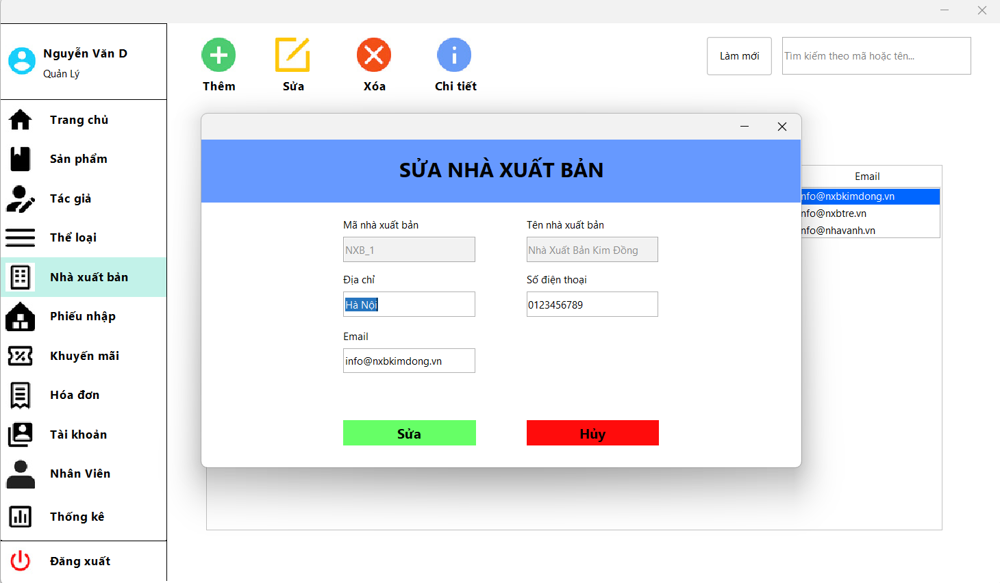 Nguyễn Văn D
Quản Lý
Trang chủ
Sản phẩm
Tác giả
Thể loại
Nhà xuất bản
Phiếu nhập
Khuyến mãi
Hóa đơn
Tài khoản
Nhân Viên
Thống kê
Đăng xuất
Thêm
Sửa
Xóa
Chi tiết
Làm mới
Tìm kiếm theo mã hoặc tên...
SỬA NHÀ XUẤT BẢN
Mã nhà xuất bản
Tên nhà xuất bản
NXB_1
Nhà Xuất Bản Kim Đồng
Địa chỉ
Số điện thoại
Hà Nội
0123456789
Email
info@nxbkimdong.vn
Sửa
Hủy
Email
nfo@nxbkimdong.vn
nfo@nxbtre.vn
nfo@nhavanh.vn